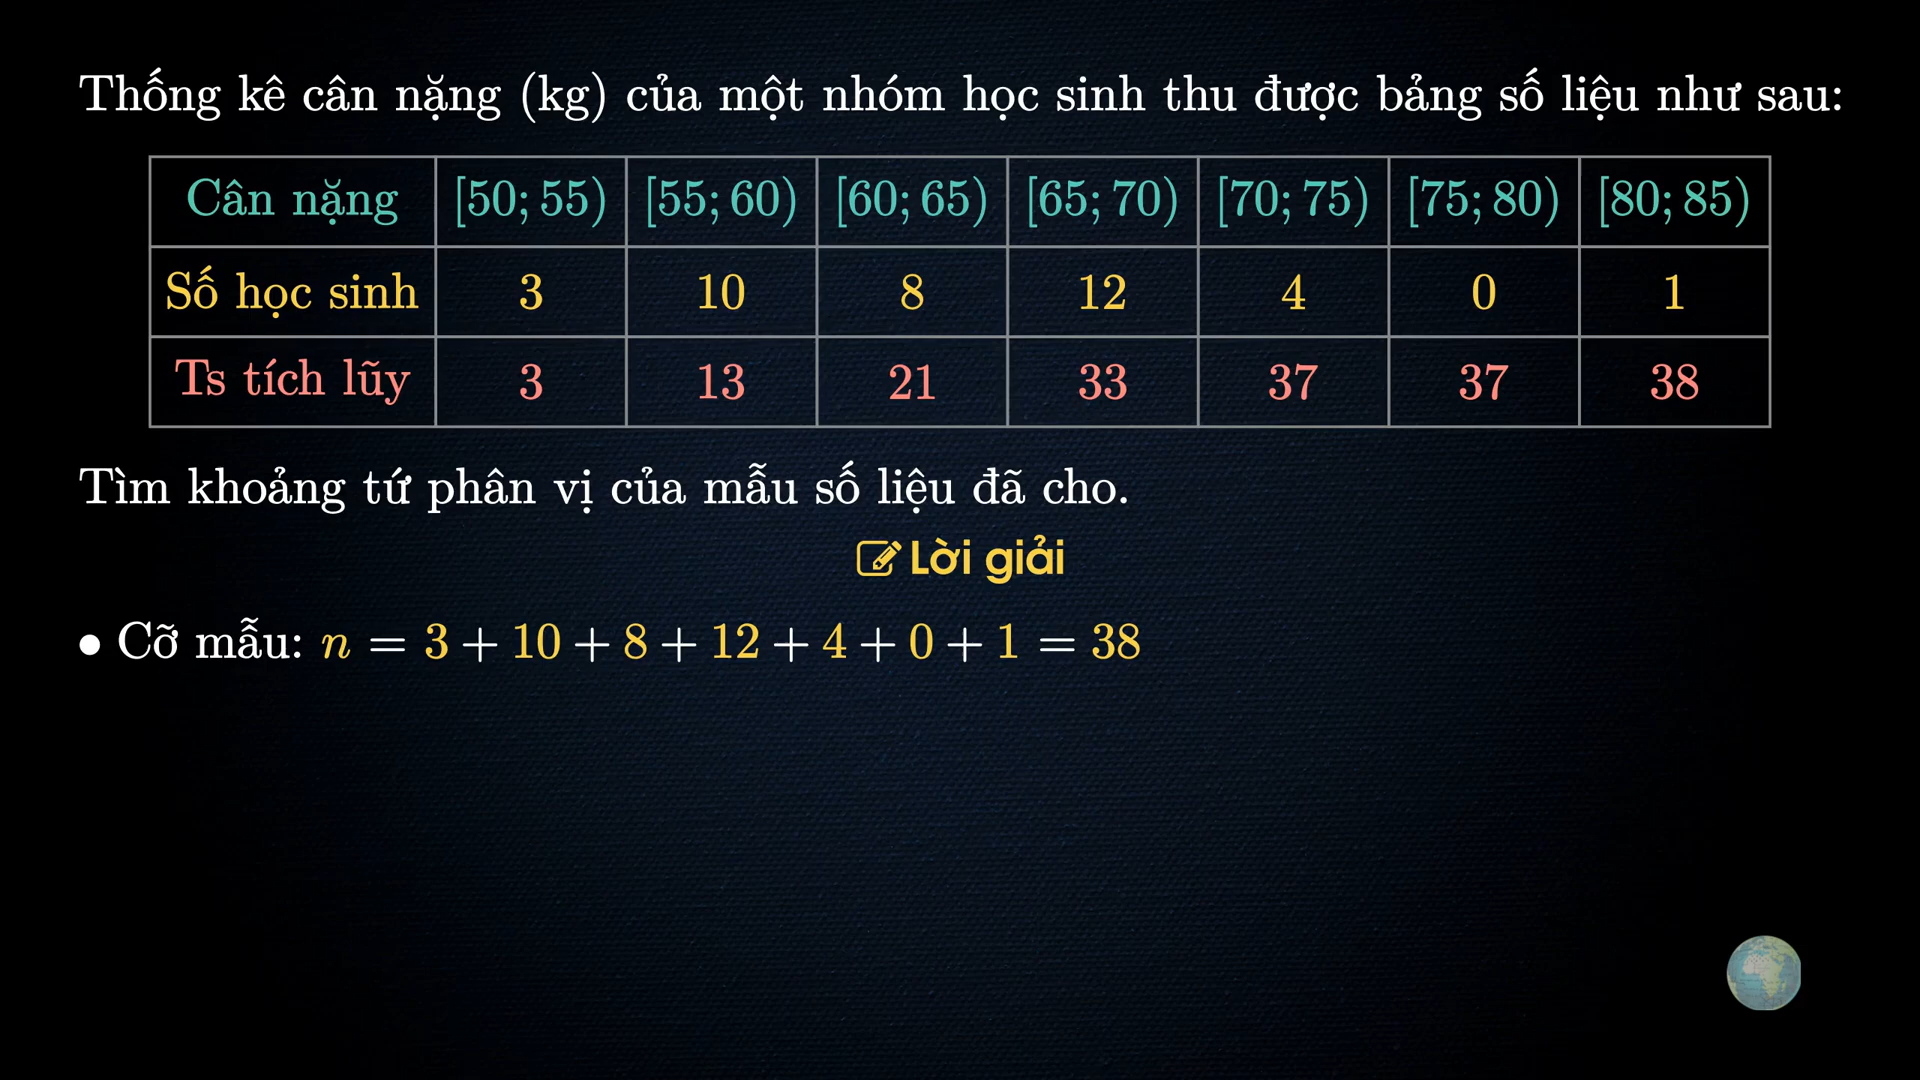 Thống kê cân nặng (kg) của một nhóm học sinh thu được bảng số liệu như sau:
Cân nặng [50; 55) [55; 60) [60; 65) [65; 70) [70; 75) [75; 80) [80; 85)
Số học sinh 3 10 8 12 4 0 1
Ts tích lũy 3 13 21 33 37 37 38
Tìm khoảng tứ phân vị của mẫu số liệu đã cho.
Lời giải
• Cỡ mẫu: n = 3 + 10 + 8 + 12 + 4 + 0 + 1 = 38